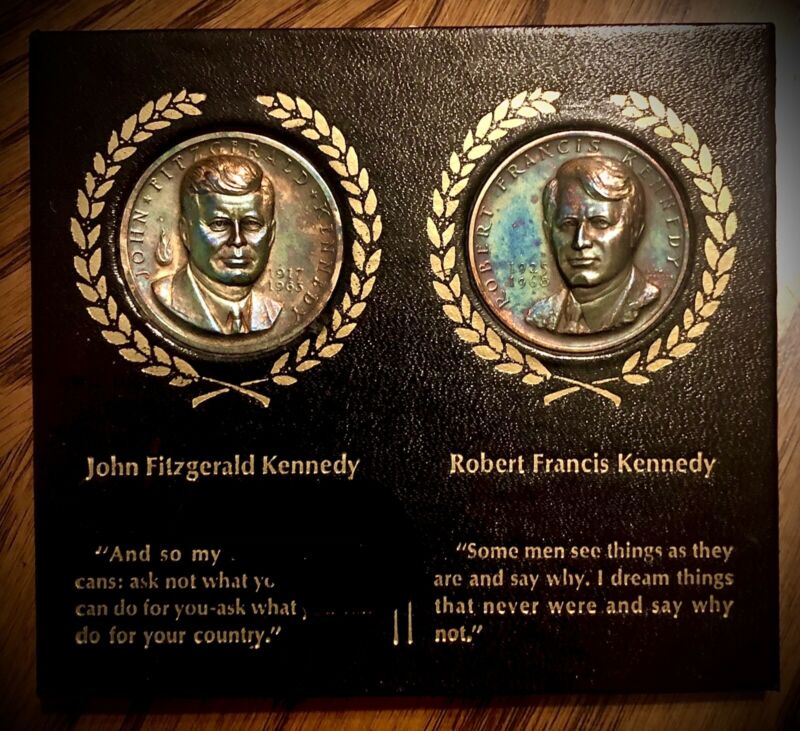 JOHN FITZGERALD KENNEDY
1917
1963
ROBERT FRANCIS KENNEDY
1925
1968
John Fitzgerald Kennedy
"And so my
cans: ask not what yo
can do for you-ask what
do for your country."
Robert Francis Kennedy
"Some men see things as they
are and say why. I dream things
that never were and say why
not."